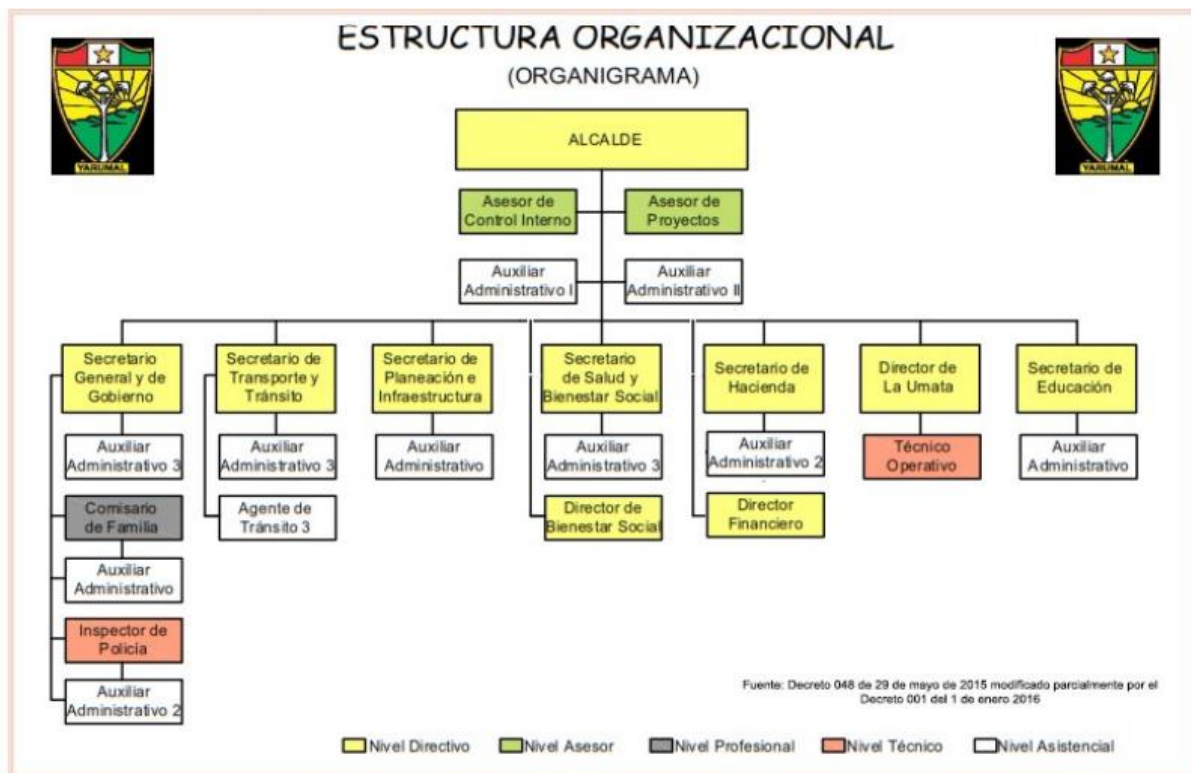 ESTRUCTURA ORGANIZACIONAL
(ORGANIGRAMA)
YARUMAL
YARUMAL
ALCALDE
Asesor de
Control Interno
Asesor de
Proyectos
Auxiliar
Administrativo I
Auxiliar
Administrativo II
Secretario
General y de
Gobierno
Secretario de
Transporte y
Tránsito
Secretario de
Planeación e
Infraestructura
Secretario
de Salud y
Bienestar Social
Secretario de
Hacienda
Director de
La Umata
Secretario de
Educación
Auxiliar
Administrativo 3
Auxiliar
Administrativo 3
Auxiliar
Administrativo
Auxiliar
Administrativo 3
Auxiliar
Administrativo 2
Técnico
Operativo
Auxiliar
Administrativo
Comisario
de Familia
Agente de
Tránsito 3
Director de
Bienestar Social
Director
Financiero
Auxiliar
Administrativo
Inspector de
Policia
Auxiliar
Administrativo 2
Fuente: Decreto 048 de 29 de mayo de 2015 modificado parcialmente por el
Decreto 001 del 1 de enero 2016
Nivel Directivo
Nivel Asesor
Nivel Profesional
Nivel Técnico
Nivel Asistencial